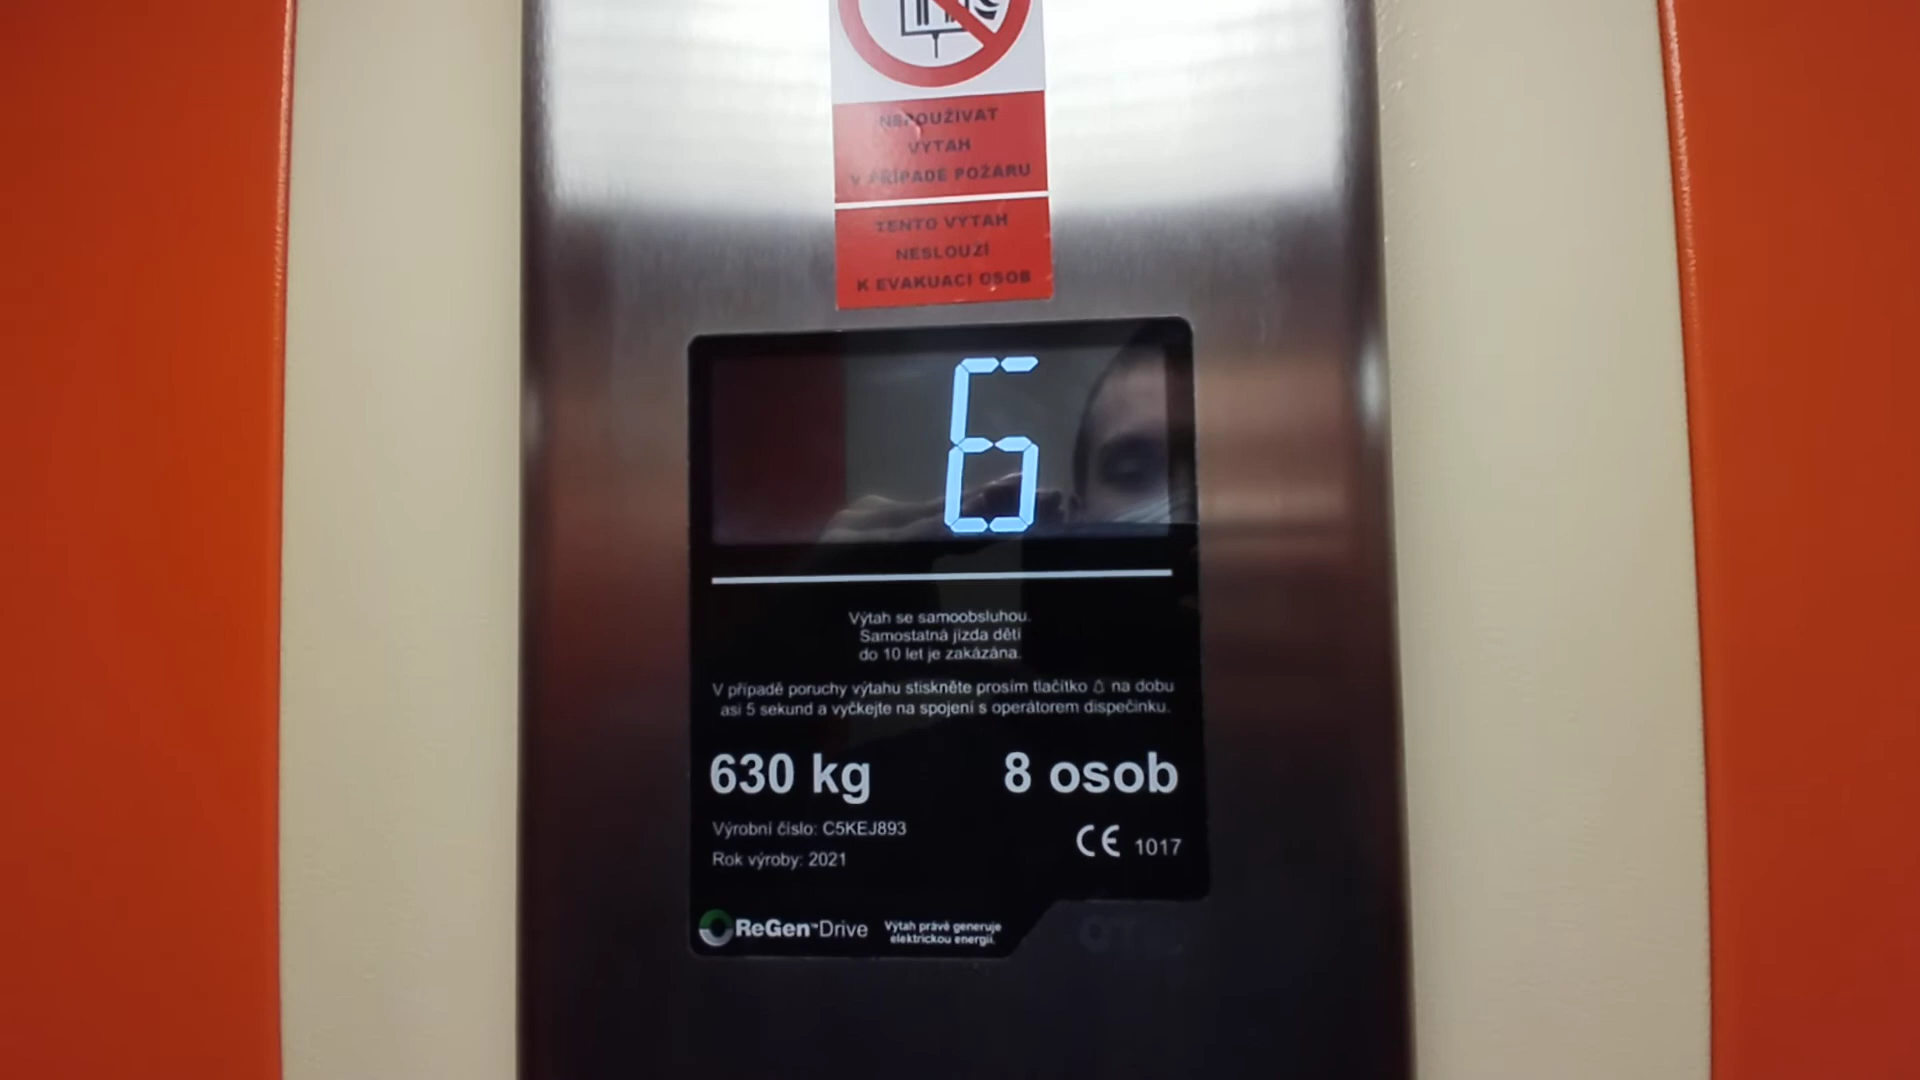 NEPOUŽÍVAT
VÝTAH
V PŘÍPADĚ POŽÁRU
TENTO VÝTAH
NESLOUŽÍ
K EVAKUACI OSOB
6
Výtah se samoobsluhou.
Samostatná jízda dětí
do 10 let je zakázána.
V případě poruchy výtahu stiskněte prosím tlačítko na dobu
asi 5 sekund a vyčkejte na spojení s operátorem dispečinku.
630 kg 8 osob
Výrobní číslo: C5KEJ893
CE 1017
Rok výroby: 2021
ReGen™Drive
Výtah právě generuje
elektrickou energii.
OTIS